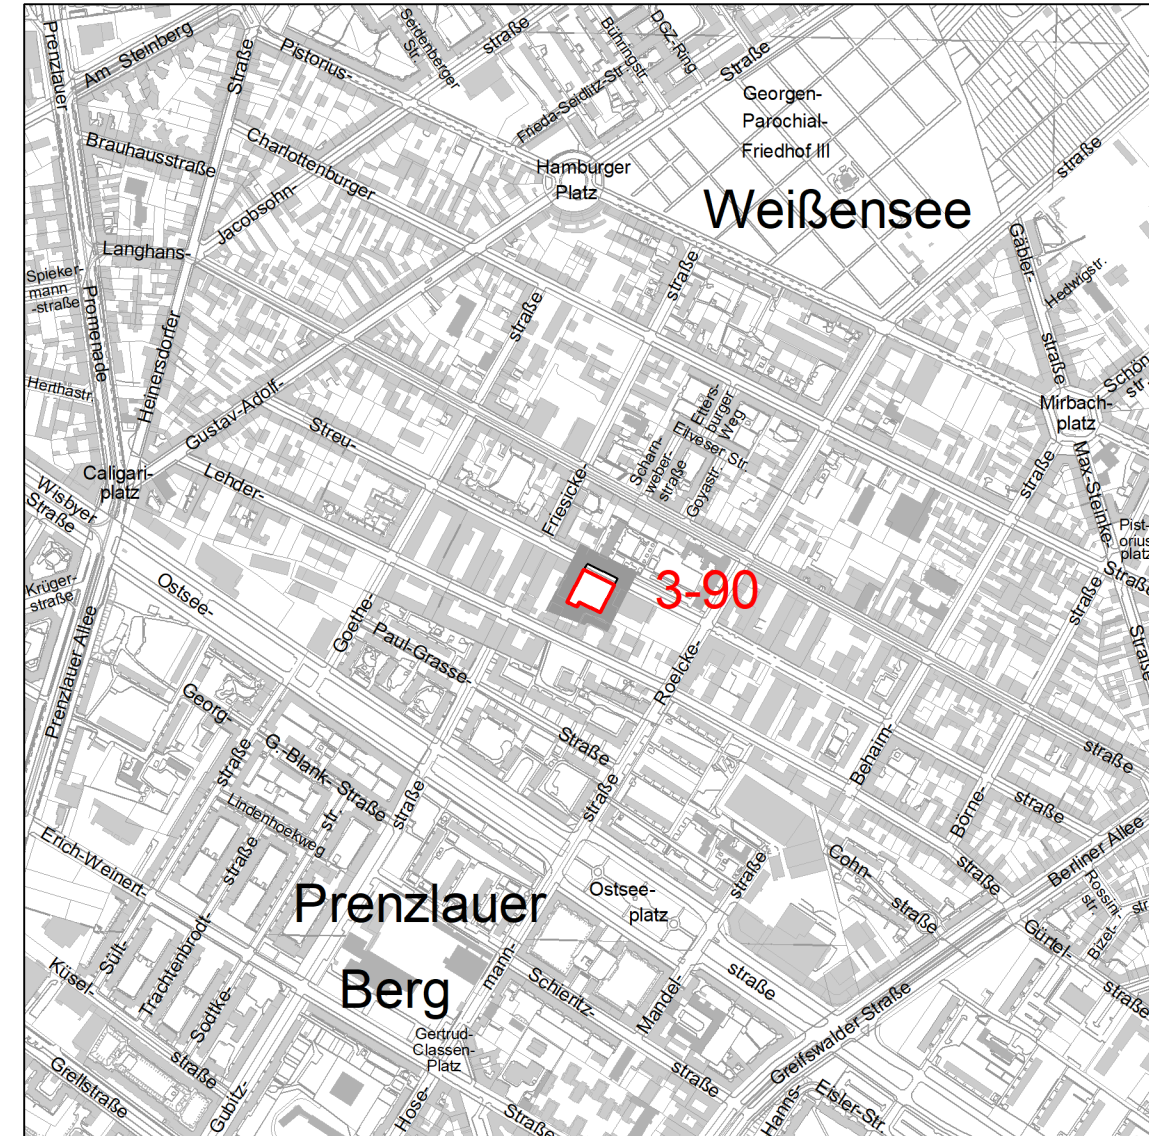 Prenzlauer
Am Steinberg
Straße
Pistorius-
Seidenberger
Str.
straße
Bühringstr.
DGZ-Ring
Straße
Frieda-Seidlitz-Str.
Georgen-
Parochial-
Friedhof III
Brauhausstraße
Charlottenburger
Jacobsohn-
Hamburger
Platz
Weißensee
straße
Langhans-
Spieker-
mann
-straße
Promenade
Heinersdorfer
Herthastr.
Gustav-Adolf-
straße
straße
Gäbler-
straße
Hedwigstr.
Schön-
str.
Mirbach-
platz
Etters-
burger
Weg
Eilveser Str.
Scharn-
weber-
straße
Goyastr.
Streu-
Lehder-
Caligari-
platz
Wisbyer
Straße
Friesicke-
straße
Max-Steinke-
Straße
Pist-
orius-
platz
Straße
Krüger-
straße
Ostsee-
Goethe-
Paul-Grasse-
3-90
Roelcke-
straße
Prenzlauer Allee
Georg-
G.-Blank-Straße
straße
Straße
straße
straße
Behaim-
straße
Lindenhoekweg
str.
straße
Börne-
straße
Erich-Weinert-
straße
Cohn-
straße
Berliner Allee
Rossini-
str.
Bizet-
str.
Prenzlauer
Berg
Ostsee-
platz
straße
Gürtel-
straße
Sült-
Trachtenbrodt-
Sodtke-
Küsel-
straße
mann-
Schieritz-
straße
Mandel-
straße
Greifswalder Straße
Gertrud-
Classen-
Platz
Grellstraße
Gubitz-
Hose-
Straße
Hanns-
Eisler-Str.